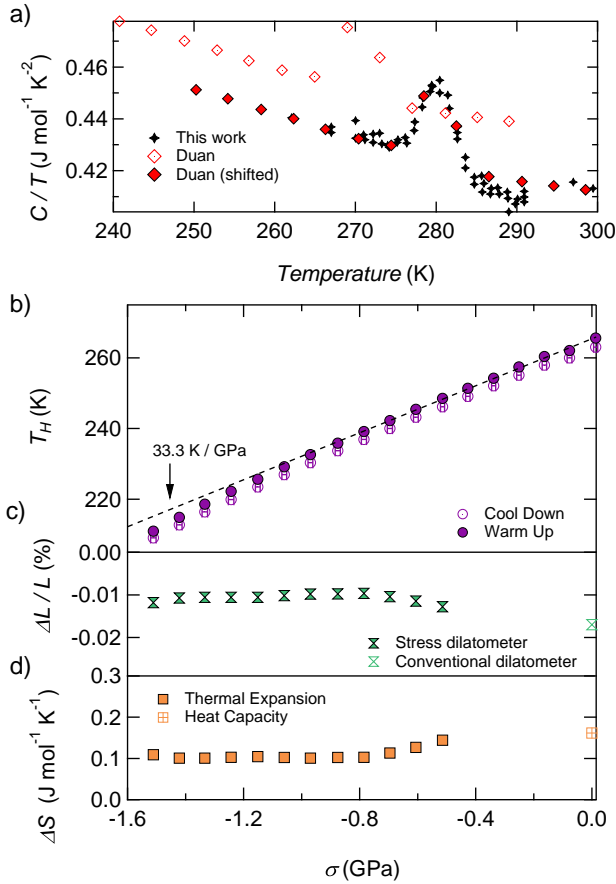 a)
C / T (J mol⁻¹ K⁻²)
0.46
0.44
0.42
This work
Duan
Duan (shifted)
240 250 260 270 280 290 300
Temperature (K)
b)
T_H (K)
260
240
220
33.3 K / GPa
Cool Down
Warm Up
c)
ΔL / L (%)
0.00
-0.01
-0.02
Stress dilatometer
Conventional dilatometer
d)
ΔS (J mol⁻¹ K⁻¹)
0.3
0.2
0.1
0.0
Thermal Expansion
Heat Capacity
-1.6 -1.2 -0.8 -0.4 0.0
σ (GPa)